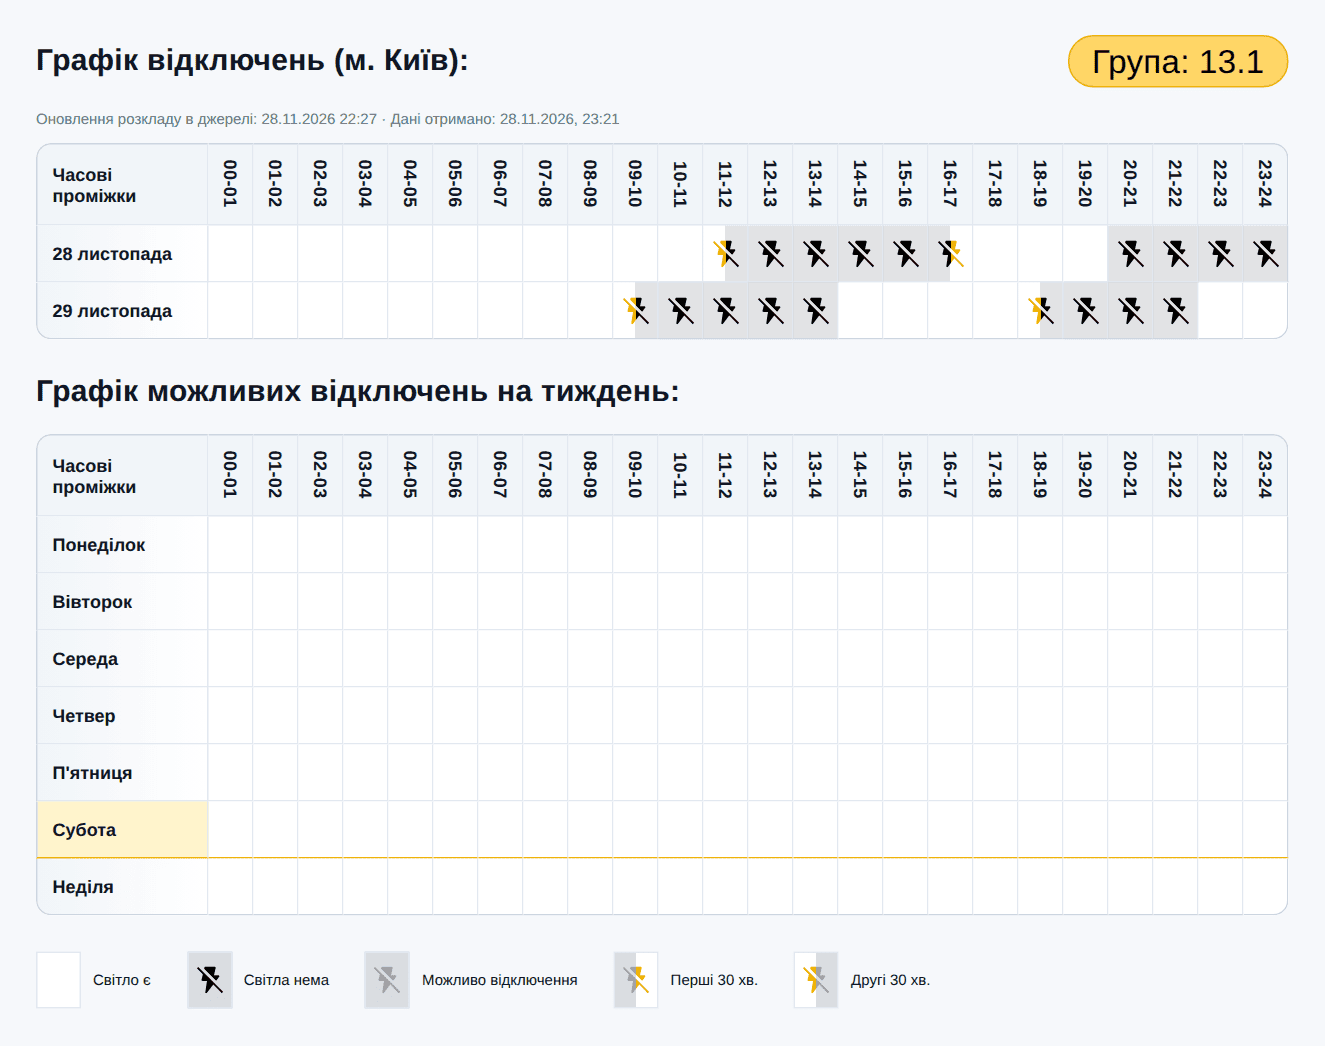 Графік відключень (м. Київ):
Група: 13.1
Оновлення розкладу в джерелі: 28.11.2026 22:27 · Дані отримано: 28.11.2026, 23:21
Часові проміжки 00-01 01-02 02-03 03-04 04-05 05-06 06-07 07-08 08-09 09-10 10-11 11-12 12-13 13-14 14-15 15-16 16-17 17-18 18-19 19-20 20-21 21-22 22-23 23-24
28 листопада
29 листопада
Графік можливих відключень на тиждень:
Часові проміжки 00-01 01-02 02-03 03-04 04-05 05-06 06-07 07-08 08-09 09-10 10-11 11-12 12-13 13-14 14-15 15-16 16-17 17-18 18-19 19-20 20-21 21-22 22-23 23-24
Понеділок
Вівторок
Середа
Четвер
П'ятниця
Субота
Неділя
Світло є Світла нема Можливо відключення Перші 30 хв. Другі 30 хв.